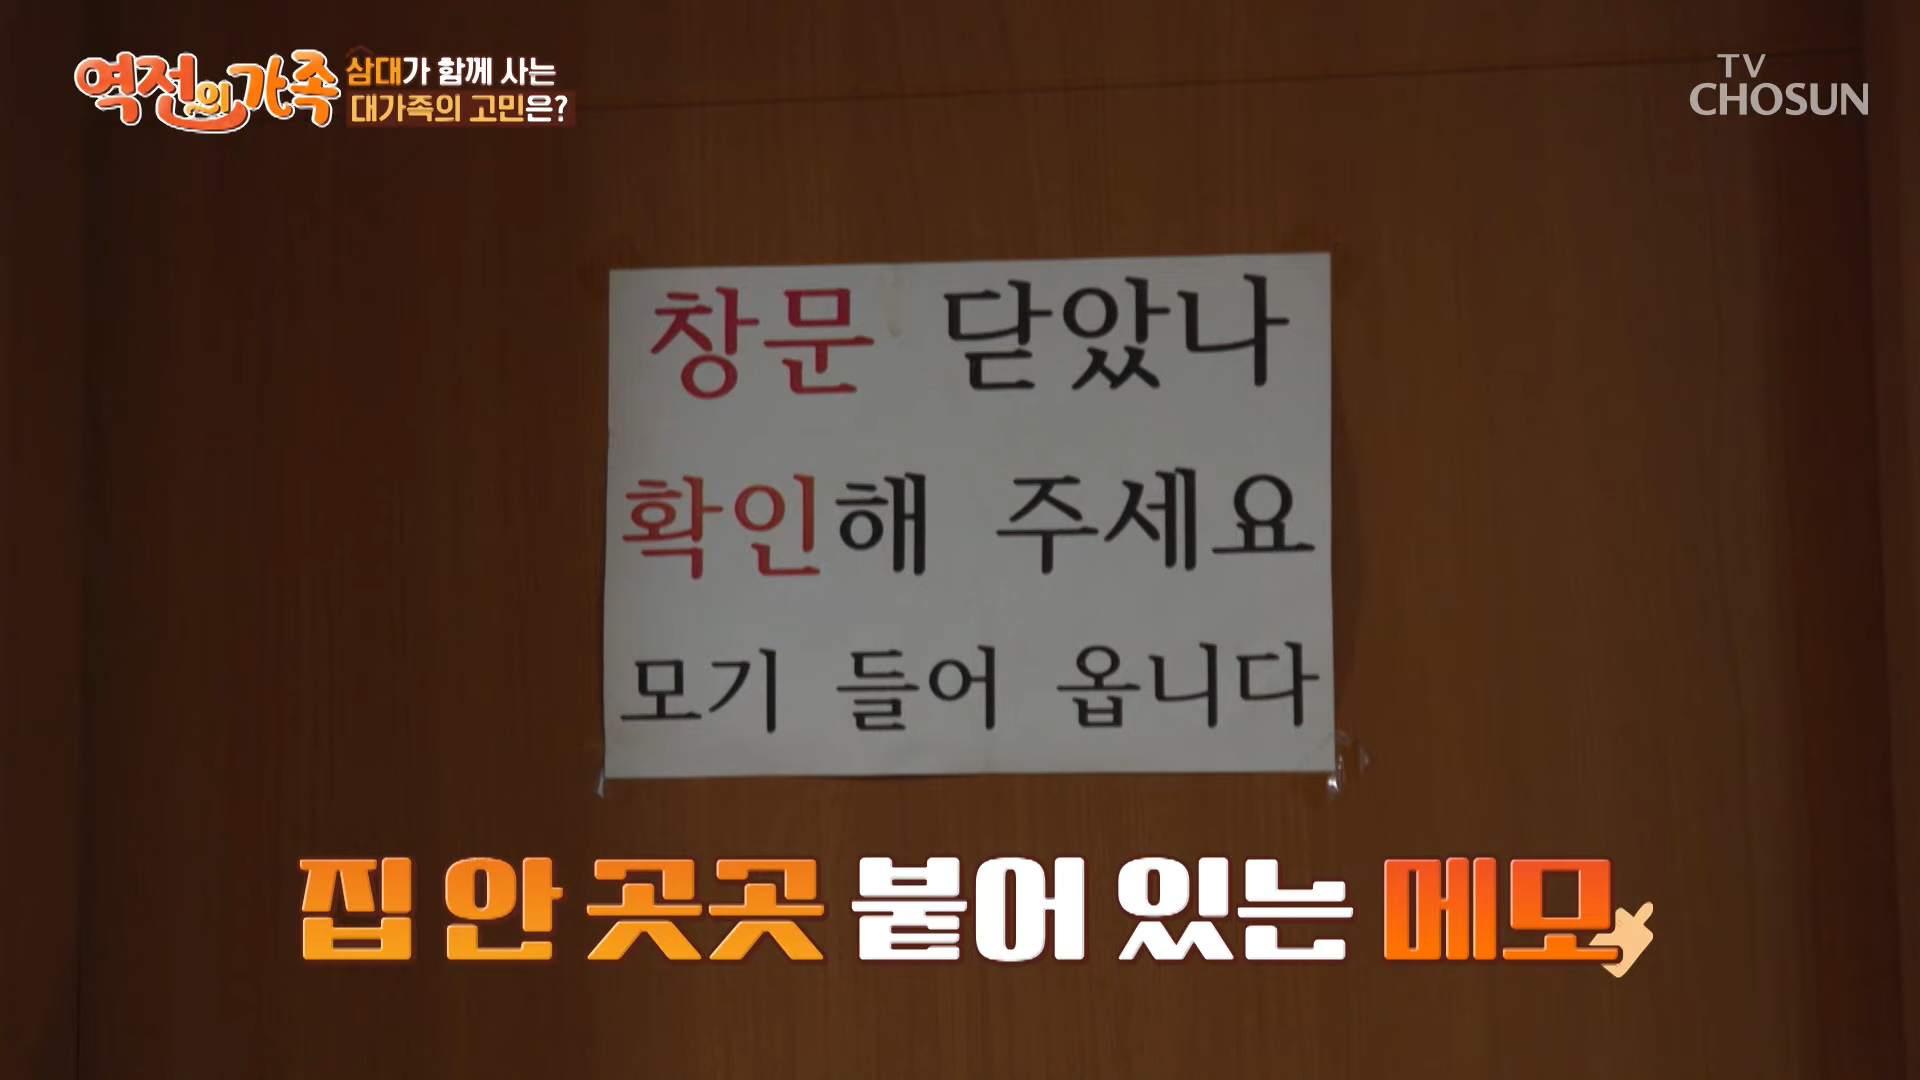 역전의 가족
삼대가 함께 사는
대가족의 고민은?
TV
CHOSUN
창문 닫았나
확인해 주세요
모기 들어 옵니다
집 안 곳곳 붙어 있는 메모